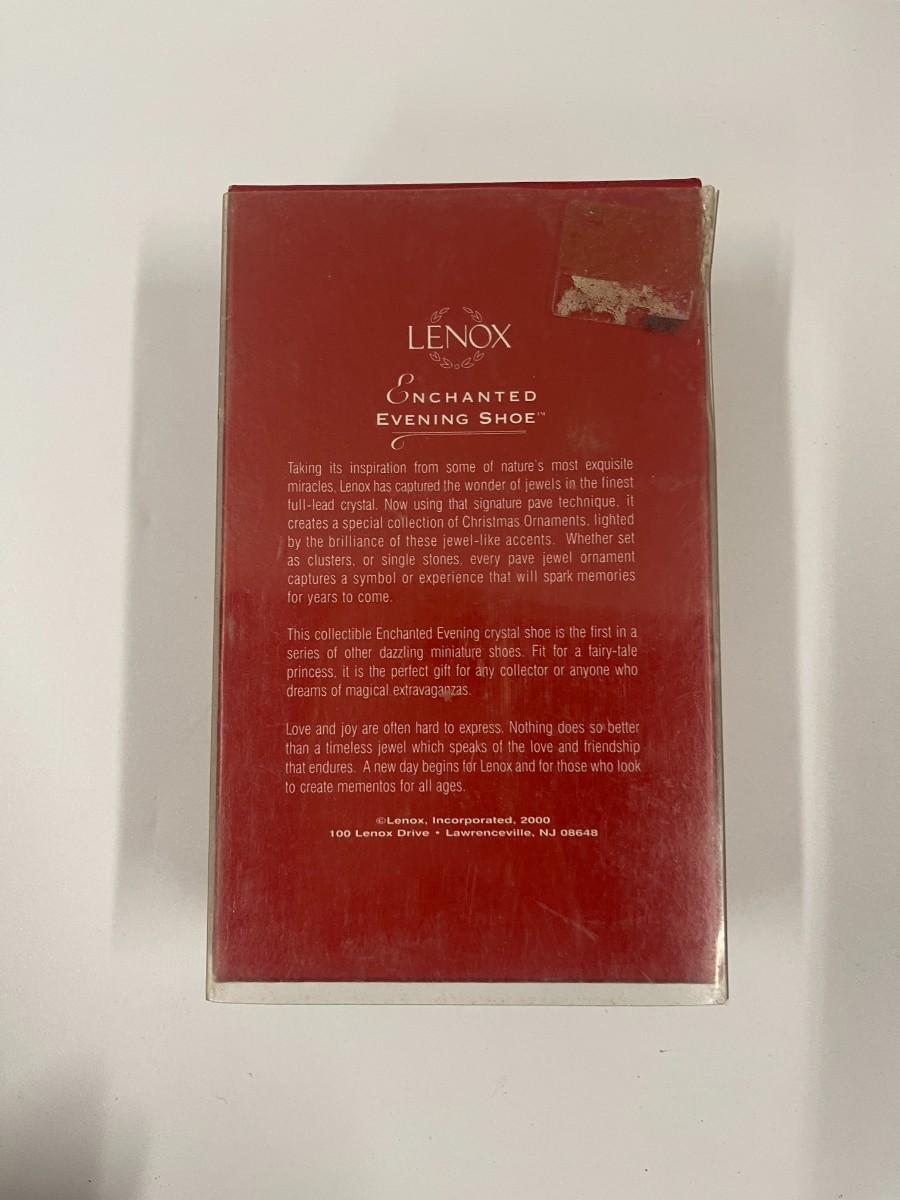 LENOX
ENCHANTED
EVENING SHOE™
Taking its inspiration from some of nature's most exquisite
miracles, Lenox has captured the wonder of jewels in the finest
full-lead crystal. Now using that signature pave technique, it
creates a special collection of Christmas Ornaments, lighted
by the brilliance of these jewel-like accents. Whether set
as clusters, or single stones, every pave jewel ornament
captures a symbol or experience that will spark memories
for years to come.
This collectible Enchanted Evening crystal shoe is the first in a
series of other dazzling miniature shoes. Fit for a fairy-tale
princess, it is the perfect gift for any collector or anyone who
dreams of magical extravaganzas.
Love and joy are often hard to express. Nothing does so better
than a timeless jewel which speaks of the love and friendship
that endures. A new day begins for Lenox and for those who look
to create mementos for all ages.
©Lenox, Incorporated, 2000
100 Lenox Drive • Lawrenceville, NJ 08648